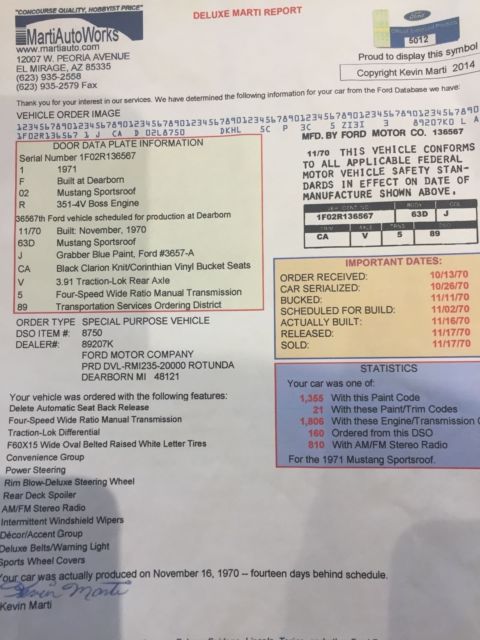 "CONCOURSE QUALITY, HOBBYIST PRICE"
MartiAutoWorks
www.martiauto.com
12007 W. PEORIA AVENUE
EL MIRAGE, AZ 85335
(623) 935-2558
(623) 935-2579 Fax
DELUXE MARTI REPORT
Ford
5012
Proud to display this symbol
Copyright Kevin Marti 2014
Thank you for your interest in our services. We have determined the following information for your car from the Ford Database we have:
VEHICLE ORDER IMAGE
1F02R136567 1 J CA D 02L8750 DKHL 5C P 3C 5 ZI3I 3 89207K0 L A
DOOR DATA PLATE INFORMATION
Serial Number 1F02R136567
1 1971
F Built at Dearborn
02 Mustang Sportsroof
R 351-4V Boss Engine
36567th Ford vehicle scheduled for production at Dearborn
11/70 Built: November, 1970
63D Mustang Sportsroof
J Grabber Blue Paint, Ford #3657-A
CA Black Clarion Knit/Corinthian Vinyl Bucket Seats
V 3.91 Traction-Lok Rear Axle
5 Four-Speed Wide Ratio Manual Transmission
89 Transportation Services Ordering District
MFD. BY FORD MOTOR CO. 136567
11/70 THIS VEHICLE CONFORMS
TO ALL APPLICABLE FEDERAL
MOTOR VEHICLE SAFETY STAN-
DARDS IN EFFECT ON DATE OF
MANUFACTURE SHOWN ABOVE.
1F02R136567 63D J
CA V 5 89
IMPORTANT DATES:
ORDER RECEIVED: 10/13/70
CAR SERIALIZED: 10/26/70
BUCKED: 11/11/70
SCHEDULED FOR BUILD: 11/02/70
ACTUALLY BUILT: 11/16/70
RELEASED: 11/17/70
SOLD: 11/17/70
ORDER TYPE SPECIAL PURPOSE VEHICLE
DSO ITEM #: 8750
DEALER#: 89207K
FORD MOTOR COMPANY
PRD DVL-RMI235-20000 ROTUNDA
DEARBORN MI 48121
STATISTICS
Your car was one of:
1,355 With this Paint Code
21 With these Paint/Trim Codes
1,806 With these Engine/Transmission
160 Ordered from this DSO
810 With AM/FM Stereo Radio
For the 1971 Mustang Sportsroof.
Your vehicle was ordered with the following features:
Delete Automatic Seat Back Release
Four-Speed Wide Ratio Manual Transmission
Traction-Lok Differential
F60X15 Wide Oval Belted Raised White Letter Tires
Convenience Group
Power Steering
Rim Blow-Deluxe Steering Wheel
Rear Deck Spoiler
AM/FM Stereo Radio
Intermittent Windshield Wipers
Décor/Accent Group
Deluxe Belts/Warning Light
Sports Wheel Covers
Your car was actually produced on November 16, 1970 -- fourteen days behind schedule.
Kevin Marti
Kevin Marti